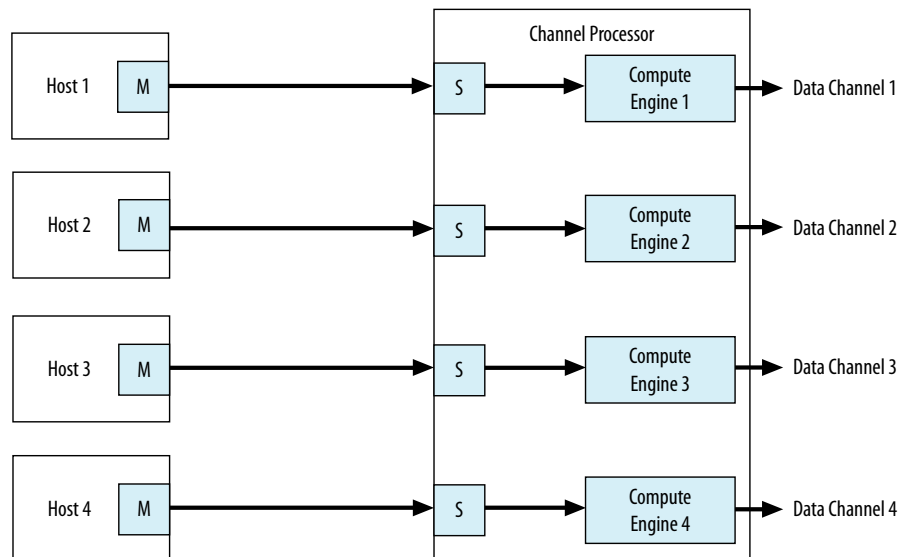 Channel Processor
Host 1
M
S
Compute
Engine 1
Data Channel 1
Host 2
M
S
Compute
Engine 2
Data Channel 2
Host 3
M
S
Compute
Engine 3
Data Channel 3
Host 4
M
S
Compute
Engine 4
Data Channel 4